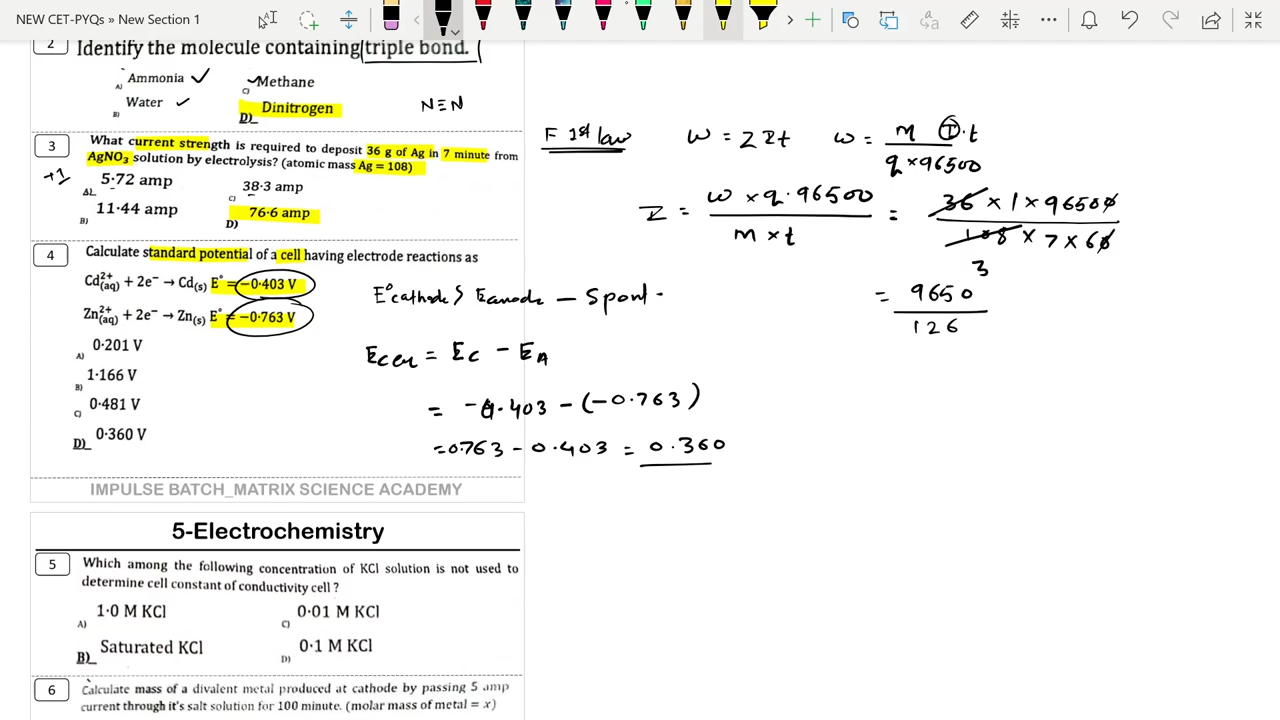 NEW CET-PYQs » New Section 1
2 Identify the molecule containing triple bond.
A) Ammonia C) Methane
B) Water D) Dinitrogen
N≡N
3 What current strength is required to deposit 36 g of Ag in 7 minute from
AgNO₃ solution by electrolysis? (atomic mass Ag = 108)
+1
A) 5·72 amp C) 38·3 amp
B) 11·44 amp D) 76·6 amp
4 Calculate standard potential of a cell having electrode reactions as
Cd²⁺(aq) + 2e⁻ → Cd(s) E° = −0·403 V
Zn²⁺(aq) + 2e⁻ → Zn(s) E° = −0·763 V
A) 0·201 V
B) 1·166 V
C) 0·481 V
D) 0·360 V
IMPULSE BATCH_MATRIX SCIENCE ACADEMY
F 1st law W = ZIt W = M I·t / q×96500
I = W×q·96500 / M×t = 36×1×96500 / 108×7×60
3
= 9650 / 126
E°cathode > Eanode — Spont·
Ecell = EC − EA
= −0.403 − (−0.763)
=0.763 − 0.403 = 0.360
5-Electrochemistry
5 Which among the following concentration of KCl solution is not used to
determine cell constant of conductivity cell ?
A) 1·0 M KCl C) 0·01 M KCl
B) Saturated KCl D) 0·1 M KCl
6 Calculate mass of a divalent metal produced at cathode by passing 5 amp
current through it's salt solution for 100 minute. (molar mass of metal = x)